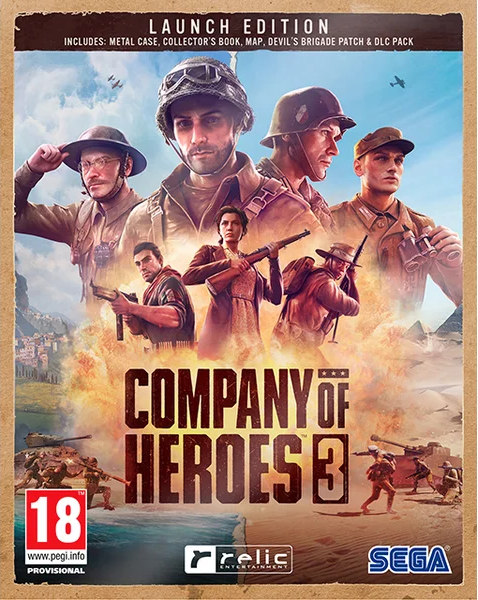 LAUNCH EDITION
INCLUDES: METAL CASE, COLLECTOR'S BOOK, MAP, DEVIL'S BRIGADE PATCH & DLC PACK
COMPANY OF
HEROES™ 3
18
www.pegi.info
PROVISIONAL
r relic
ENTERTAINMENT
SEGA